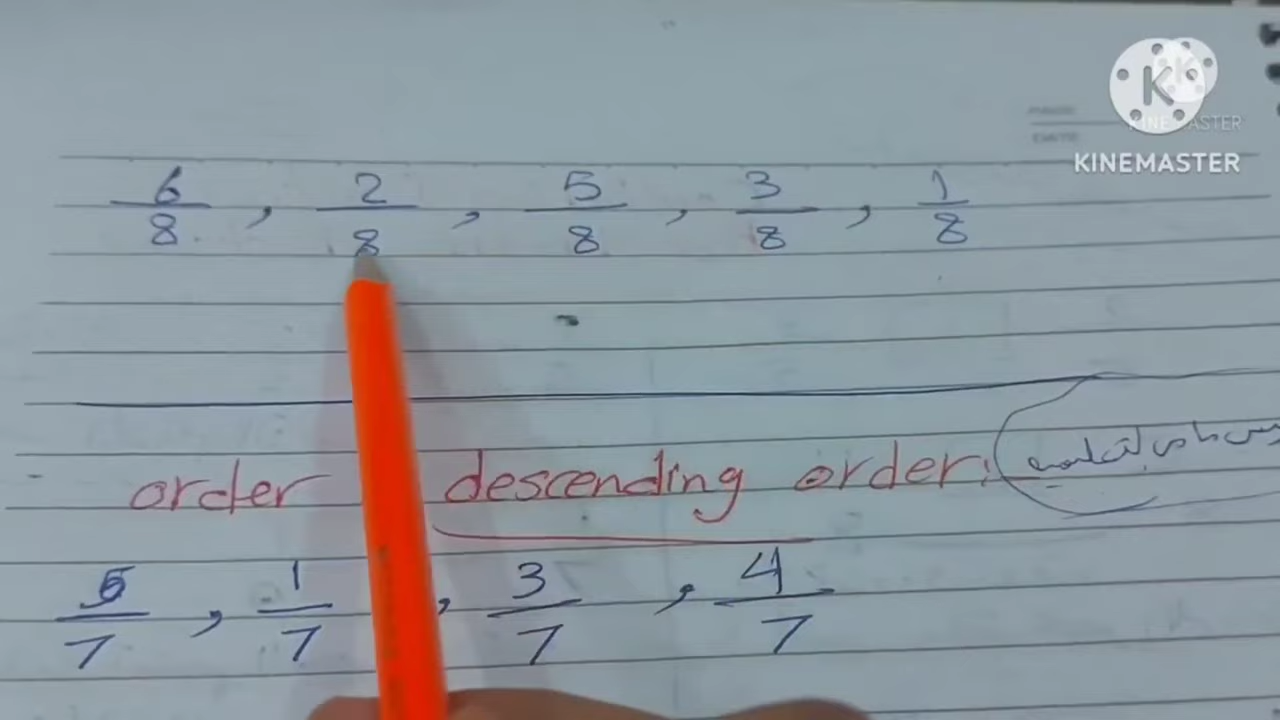 KINEMASTER
6/8 , 2/8 , 5/8 , 3/8 , 1/8
order descending order:
5/7 , 1/7 , 3/7 , 4/7